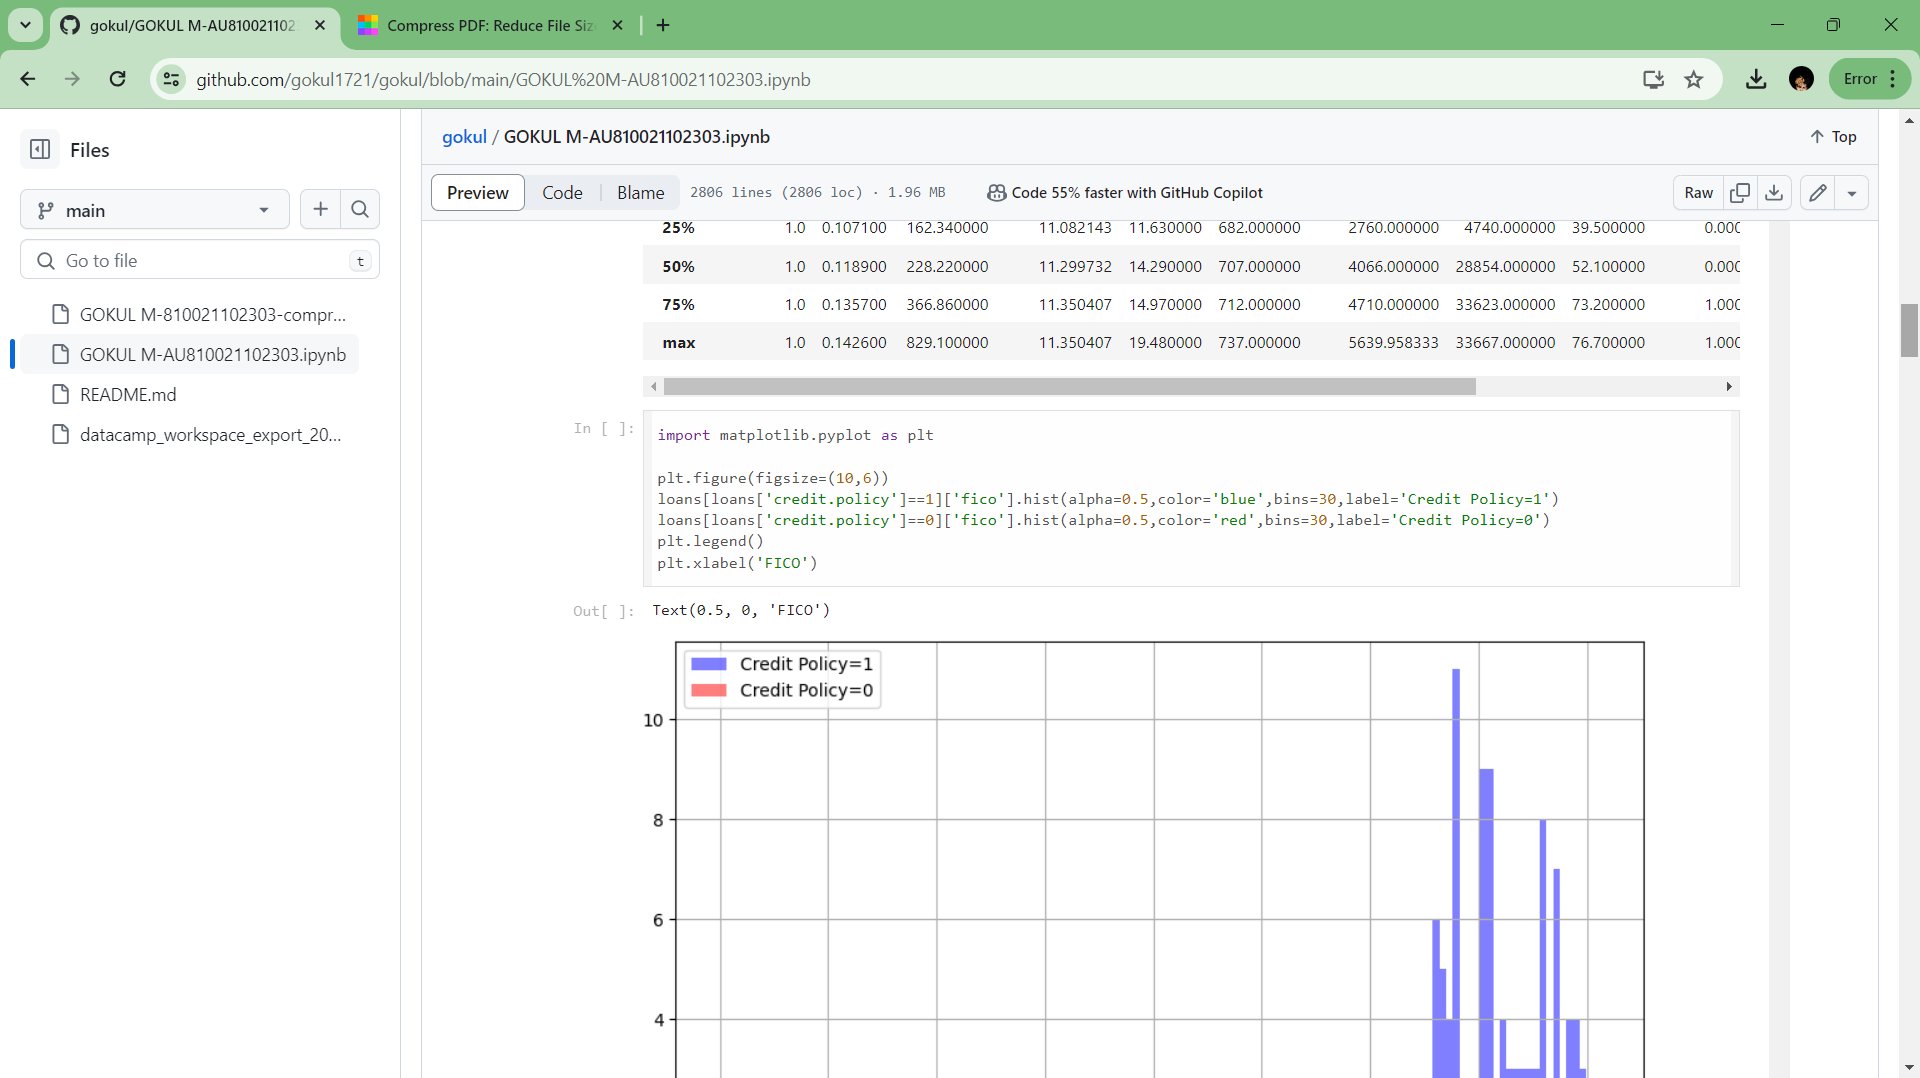 gokul/GOKUL M-AU8100211023
Compress PDF: Reduce File Siz
github.com/gokul1721/gokul/blob/main/GOKUL%20M-AU810021102303.ipynb
Error
Files
gokul / GOKUL M-AU810021102303.ipynb
Top
main
Preview Code Blame 2806 lines (2806 loc) · 1.96 MB Code 55% faster with GitHub Copilot Raw
Go to file t
GOKUL M-810021102303-compr...
GOKUL M-AU810021102303.ipynb
README.md
datacamp_workspace_export_20...
25% 1.0 0.107100 162.340000 11.082143 11.630000 682.000000 2760.000000 4740.000000 39.500000 0.000
50% 1.0 0.118900 228.220000 11.299732 14.290000 707.000000 4066.000000 28854.000000 52.100000 0.000
75% 1.0 0.135700 366.860000 11.350407 14.970000 712.000000 4710.000000 33623.000000 73.200000 1.000
max 1.0 0.142600 829.100000 11.350407 19.480000 737.000000 5639.958333 33667.000000 76.700000 1.000
In [ ]:
import matplotlib.pyplot as plt
plt.figure(figsize=(10,6))
loans[loans['credit.policy']==1]['fico'].hist(alpha=0.5,color='blue',bins=30,label='Credit Policy=1')
loans[loans['credit.policy']==0]['fico'].hist(alpha=0.5,color='red',bins=30,label='Credit Policy=0')
plt.legend()
plt.xlabel('FICO')
Out[ ]: Text(0.5, 0, 'FICO')
Credit Policy=1
Credit Policy=0
10
8
6
4